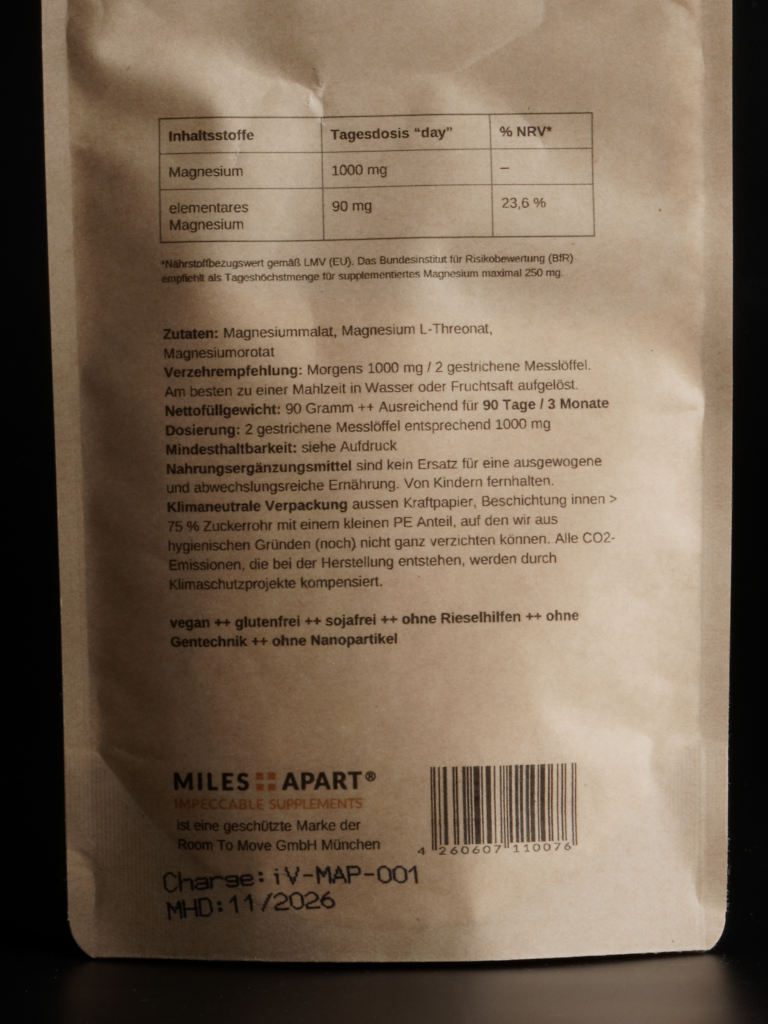 Inhaltsstoffe Tagesdosis “day” % NRV*
Magnesium 1000 mg –
elementares 90 mg 23,6 %
Magnesium
*Nährstoffbezugswert gemäß LMV (EU). Das Bundesinstitut für Risikobewertung (BfR)
empfiehlt als Tageshöchstmenge für supplementiertes Magnesium maximal 250 mg.
Zutaten: Magnesiummalat, Magnesium L-Threonat,
Magnesiumorotat
Verzehrempfehlung: Morgens 1000 mg / 2 gestrichene Messlöffel.
Am besten zu einer Mahlzeit in Wasser oder Fruchtsaft aufgelöst.
Nettofüllgewicht: 90 Gramm ++ Ausreichend für 90 Tage / 3 Monate
Dosierung: 2 gestrichene Messlöffel entsprechend 1000 mg
Mindesthaltbarkeit: siehe Aufdruck
Nahrungsergänzungsmittel sind kein Ersatz für eine ausgewogene
und abwechslungsreiche Ernährung. Von Kindern fernhalten.
Klimaneutrale Verpackung aussen Kraftpapier, Beschichtung innen >
75 % Zuckerrohr mit einem kleinen PE Anteil, auf den wir aus
hygienischen Gründen (noch) nicht ganz verzichten können. Alle CO2-
Emissionen, die bei der Herstellung entstehen, werden durch
Klimaschutzprojekte kompensiert.
vegan ++ glutenfrei ++ sojafrei ++ ohne Rieselhilfen ++ ohne
Gentechnik ++ ohne Nanopartikel
MILES APART®
IMPECCABLE SUPPLEMENTS
ist eine geschützte Marke der
Room To Move GmbH München
4 260607 110076
Charge: iV-MAP-001
MHD: 11/2026